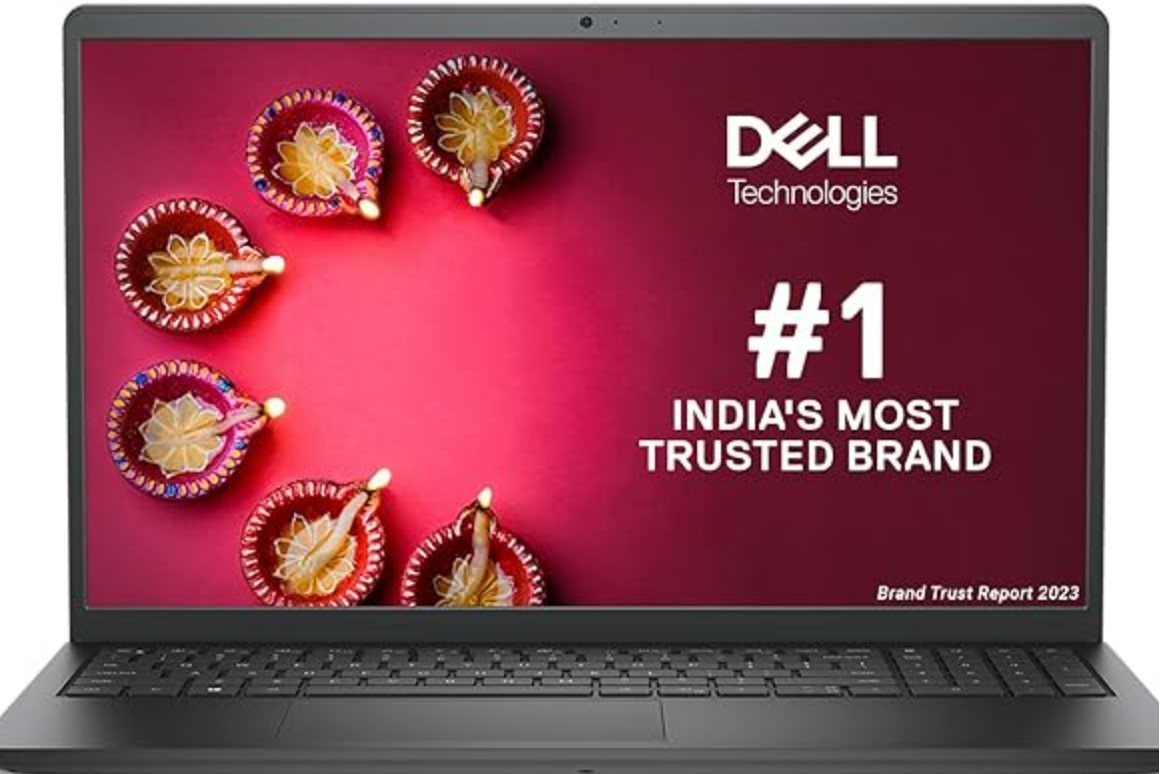 DELL
Technologies
#1
INDIA'S MOST
TRUSTED BRAND
Brand Trust Report 2023